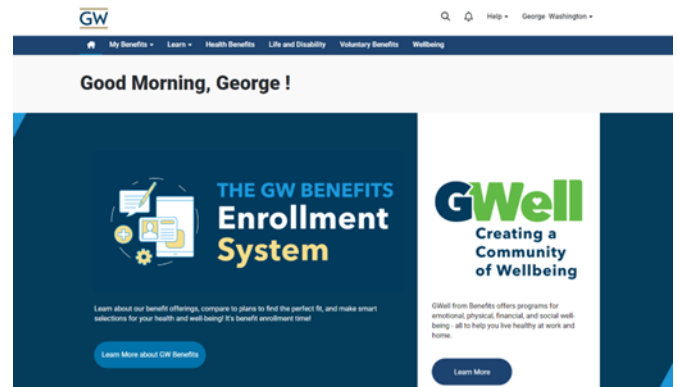 GW
Help
George Washington
My Benefits
Learn
Health Benefits
Life and Disability
Voluntary Benefits
Wellbeing
Good Morning, George !
THE GW BENEFITS
Enrollment
System
Learn about our benefit offerings, compare to plans to find the perfect fit, and make smart
selections for your health and well-being! It's benefit enrollment time!
Learn More about GW Benefits
GWell
Creating a
Community
of Wellbeing
GWell from Benefits offers programs for
emotional, physical, financial, and social well-
being - all to help you live healthy at work and
home.
Learn More